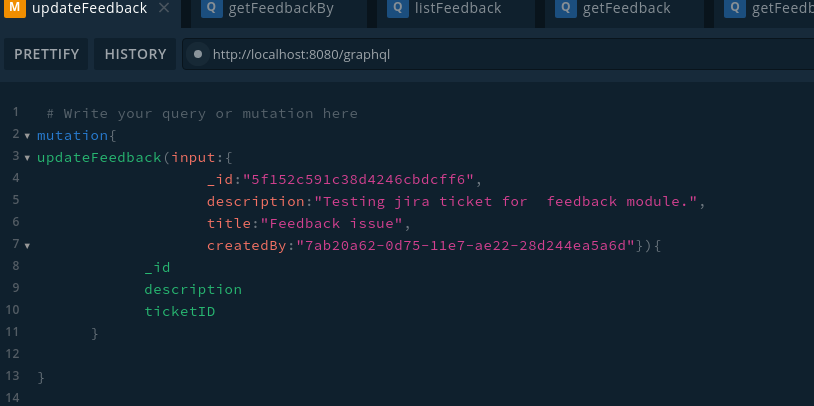 M updateFeedback ✕ Q getFeedbackBy Q listFeedback Q getFeedback Q getFeedb
PRETTIFY HISTORY http://localhost:8080/graphql
1 # Write your query or mutation here
2 mutation{
3 updateFeedback(input:{
4 _id:"5f152c591c38d4246cbdcff6",
5 description:"Testing jira ticket for  feedback module.",
6 title:"Feedback issue",
7 createdBy:"7ab20a62-0d75-11e7-ae22-28d244ea5a6d"}){
8 _id
9 description
10 ticketID
11 }
12
13 }
14